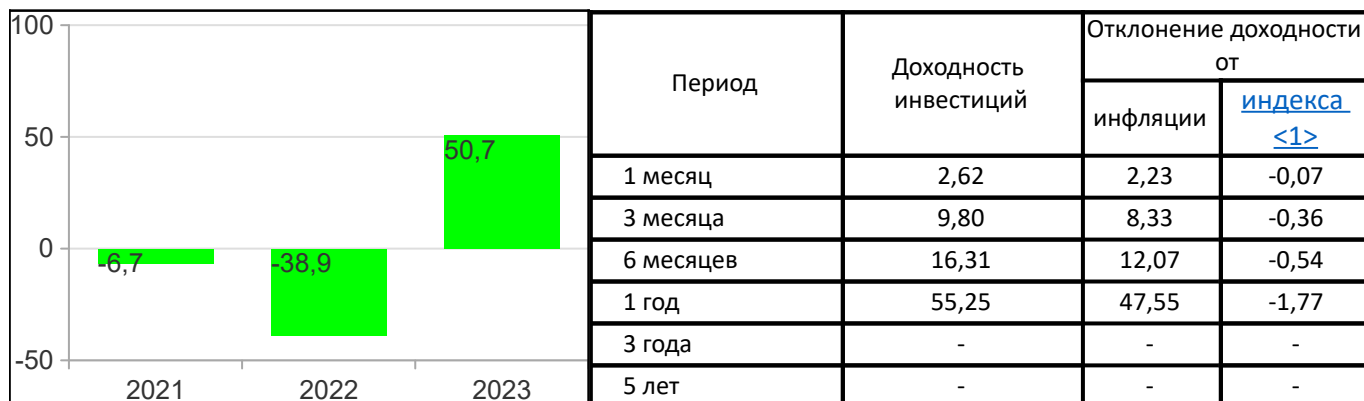 100
50
0
-50
50,7
-6,7
-38,9
2021 2022 2023
Период
Доходность
инвестиций
Отклонение доходности
от
инфляции
индекса
<1>
1 месяц 2,62 2,23 -0,07
3 месяца 9,80 8,33 -0,36
6 месяцев 16,31 12,07 -0,54
1 год 55,25 47,55 -1,77
3 года - - -
5 лет - - -